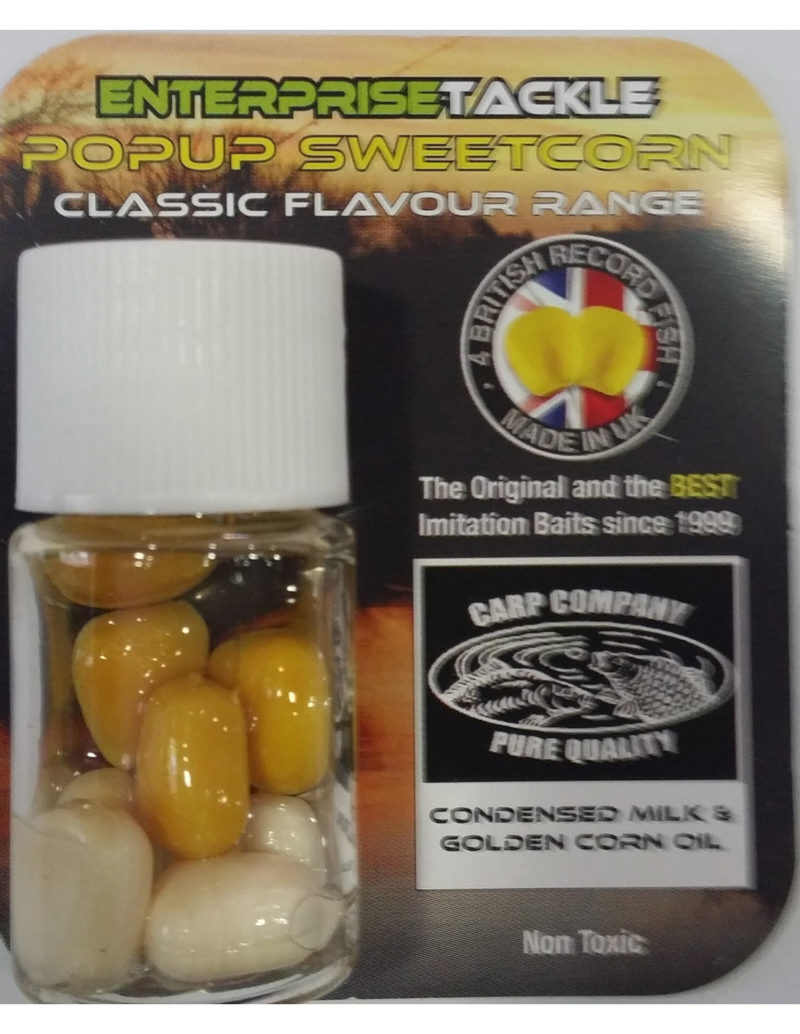 ENTERPRISETACKLE
POPUP SWEETCORN
CLASSIC FLAVOUR RANGE
4 BRITISH RECORD FISH !
MADE IN UK
The Original and the BEST
Imitation Baits since 1999
CARP COMPANY
PURE QUALITY
CONDENSED MILK &
GOLDEN CORN OIL
Non Toxic